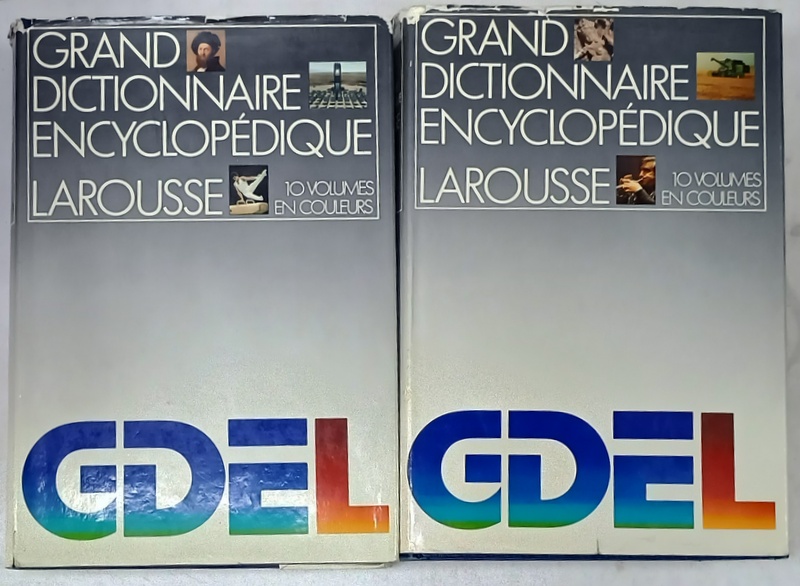 GRAND
DICTIONNAIRE
ENCYCLOPÉDIQUE
LAROUSSE
10 VOLUMES
EN COULEURS
GDEL
GRAND
DICTIONNAIRE
ENCYCLOPÉDIQUE
LAROUSSE
10 VOLUMES
EN COULEURS
GDEL